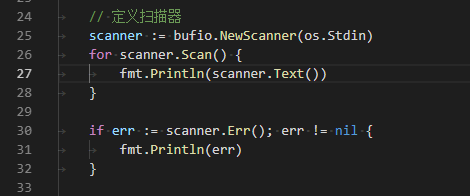 24 // 定义扫描器
25 scanner := bufio.NewScanner(os.Stdin)
26 for scanner.Scan() {
27 fmt.Println(scanner.Text())
28 }
29
30 if err := scanner.Err(); err != nil {
31 fmt.Println(err)
32 }
33